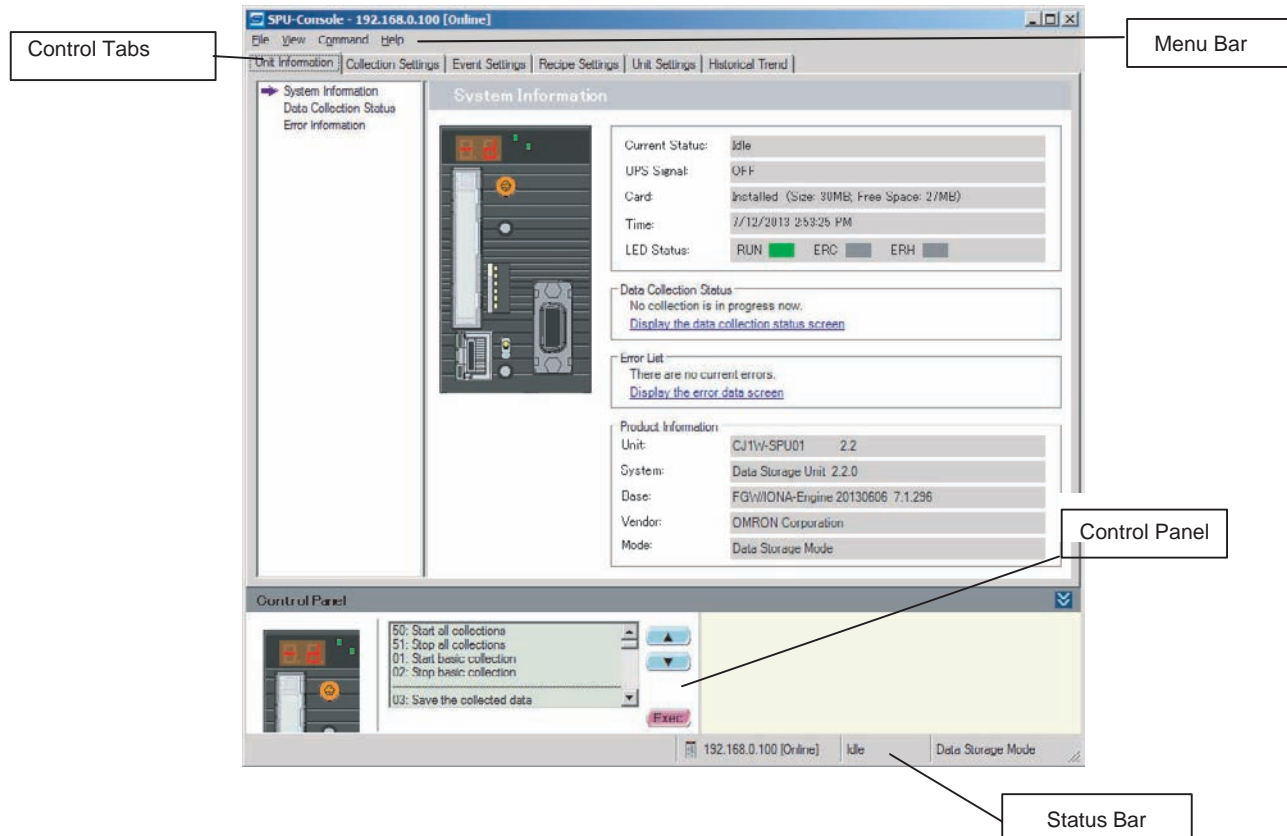 SPU-Console - 192.168.0.100 [Online]
File View Command Help
Control Tabs
Menu Bar
Unit Information Collection Settings Event Settings Recipe Settings Unit Settings Historical Trend
System Information
Data Collection Status
Error Information
System Information
Current Status: Idle
UPS Signal: OFF
Card: Installed (Size: 30MB; Free Space: 27MB)
Time: 7/12/2013 2:53:25 PM
LED Status: RUN ERC ERH
Data Collection Status
No collection is in progress now.
Display the data collection status screen
Error List
There are no current errors.
Display the error data screen
Product Information
Unit: CJ1W-SPU01 2.2
System: Data Storage Unit 2.2.0
Base: FGW/IONA-Engine 20130606 7.1.296
Vendor: OMRON Corporation
Mode: Data Storage Mode
Control Panel
Control Panel
50: Start all collections
51: Stop all collections
01: Start basic collection
02: Stop basic collection
03: Save the collected data
Exec
192.168.0.100 [Online] Idle Data Storage Mode
Status Bar